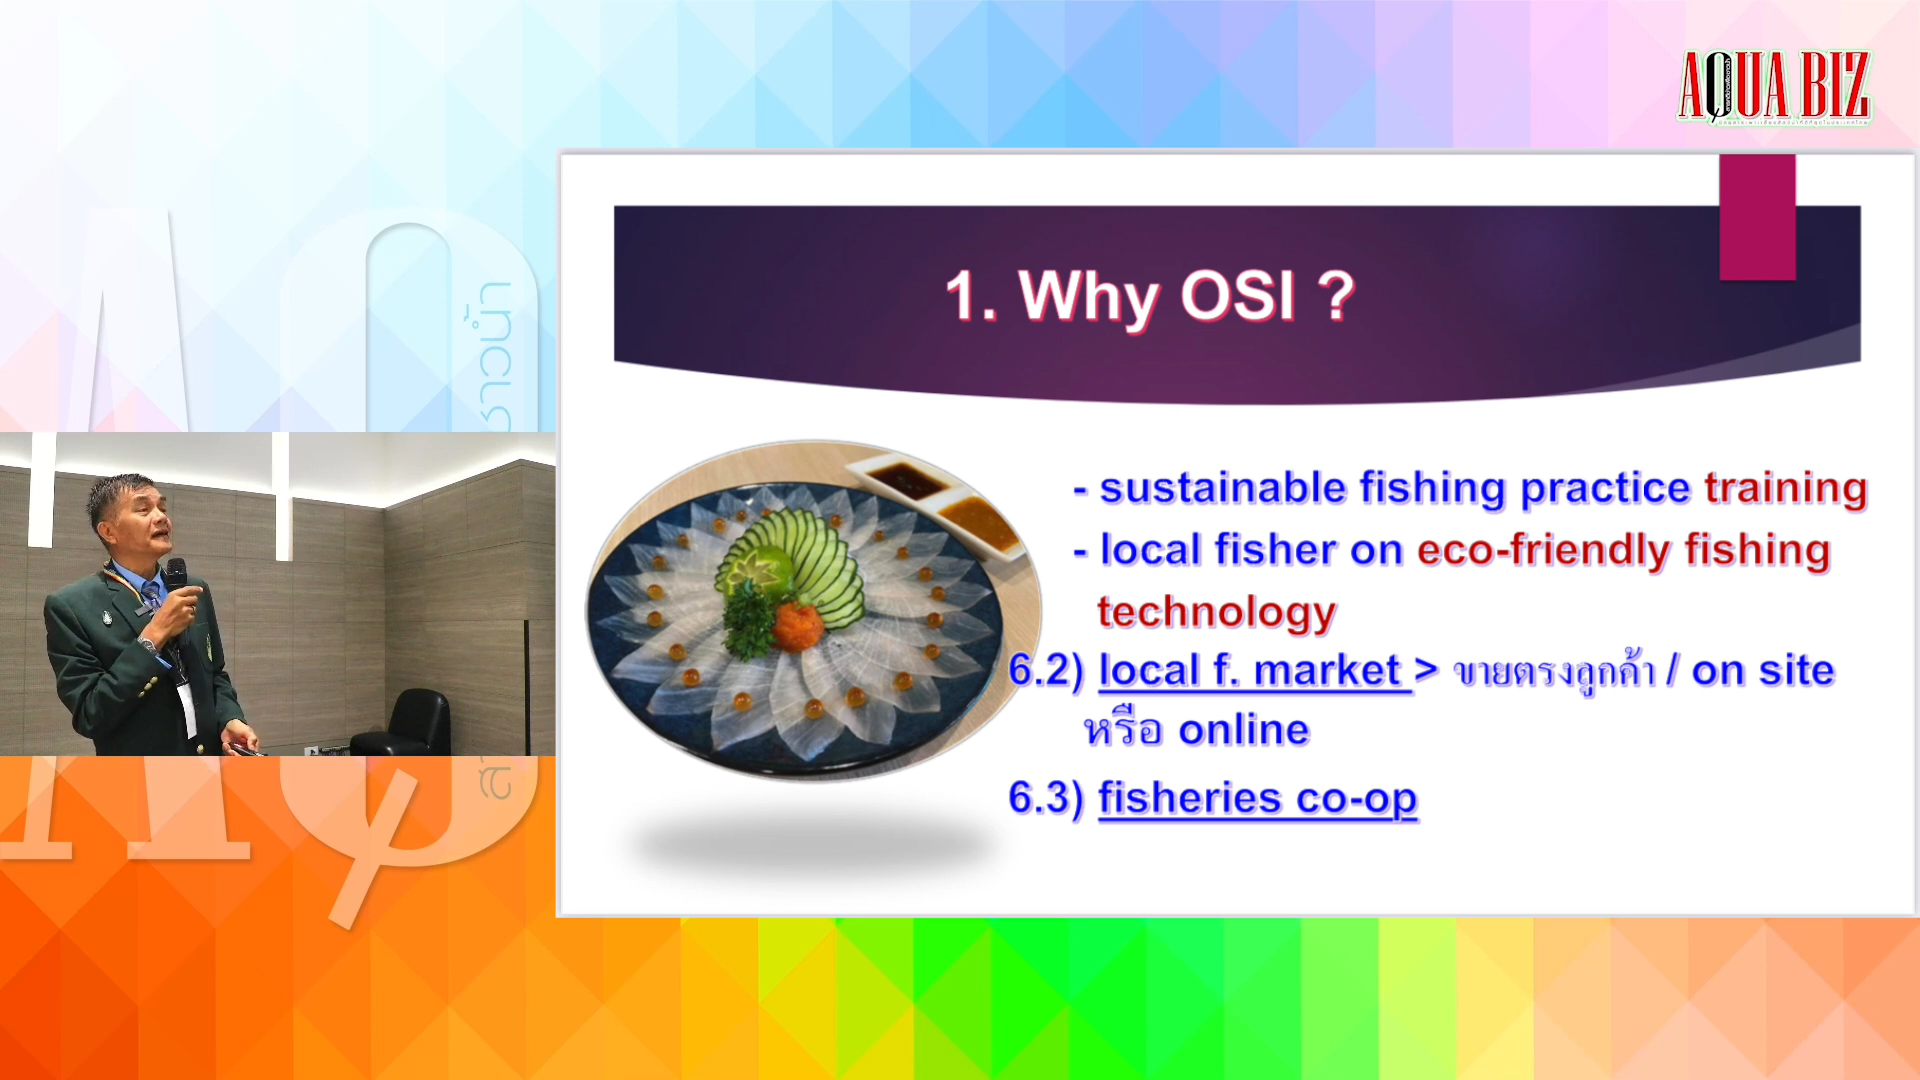 AQUA BIZ
1. Why OSI ?
- sustainable fishing practice training
- local fisher on eco-friendly fishing
technology
6.2) local f. market > ขายตรงลูกค้า / on site
หรือ online
6.3) fisheries co-op